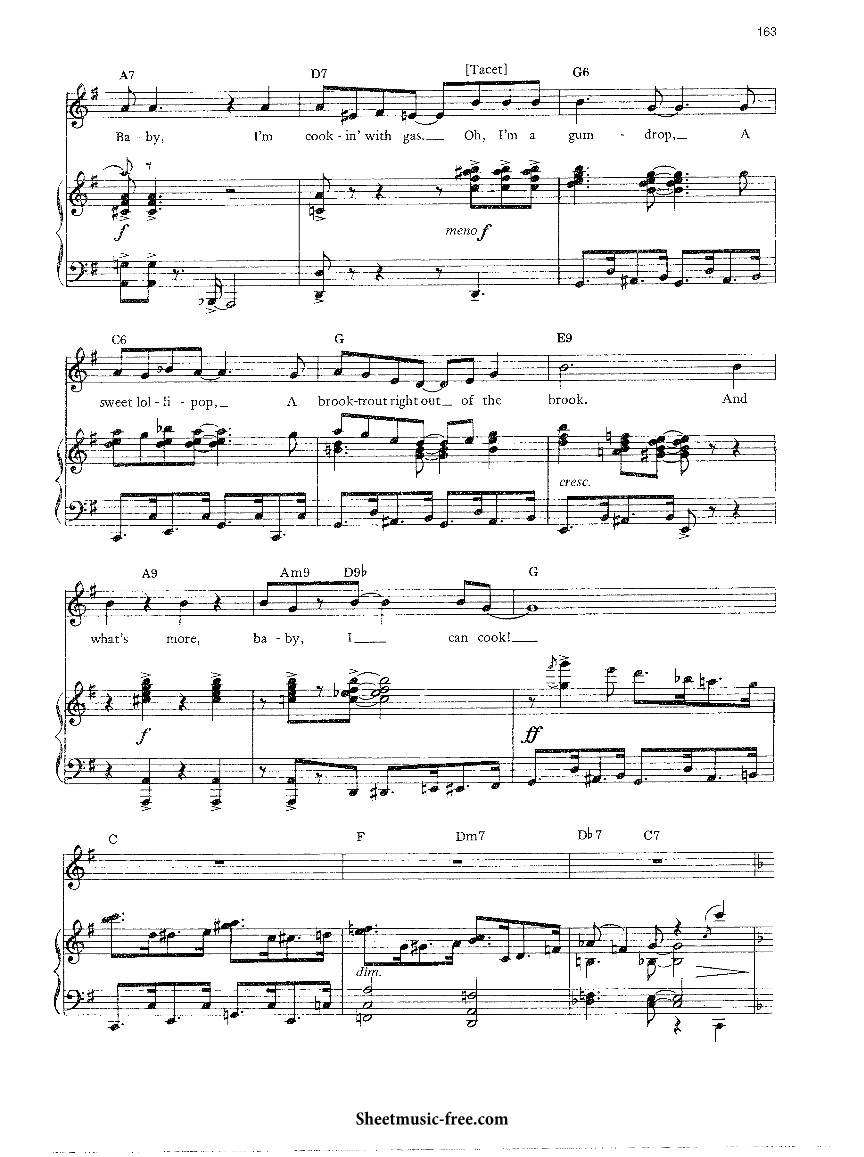 163
A7 D7 [Tacet] G6
Ba - by, I'm cook - in' with gas. Oh, I'm a gum - drop, A
f meno f
C6 G E9
sweet lol - li - pop, A brook-trout right out of the brook. And
cresc.
A9 Am9 D9♭ G
what's more, ba - by, I can cook!
f ff
C F Dm7 D♭7 C7
dim.
Sheetmusic-free.com